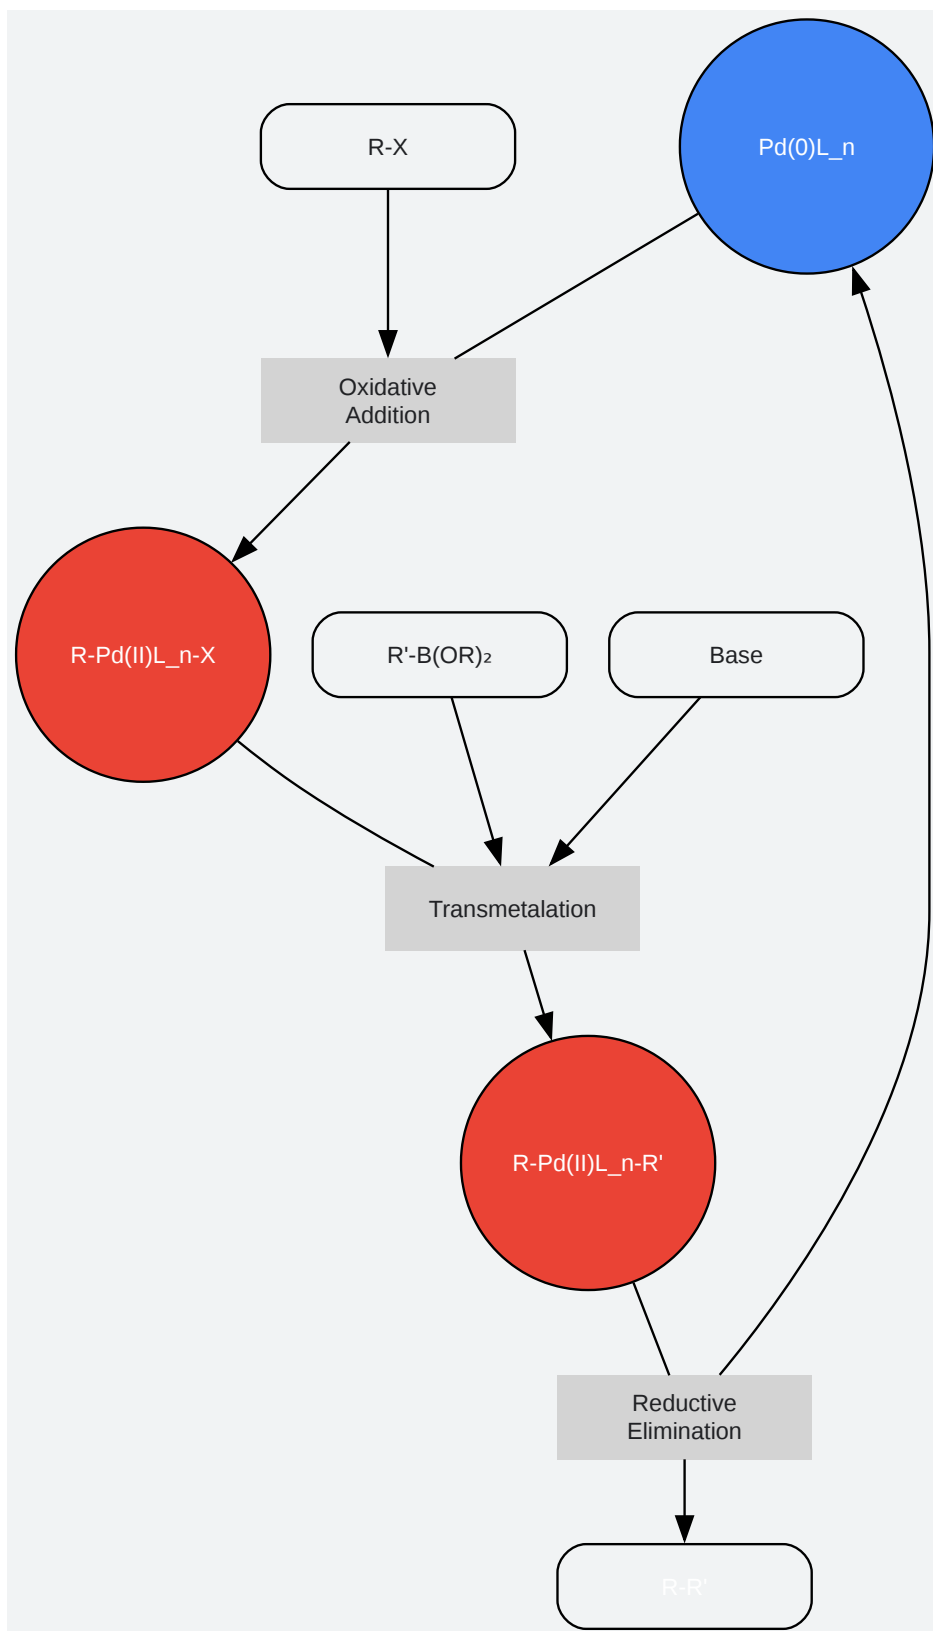 R-X
Pd(0)L_n
Oxidative
Addition
R-Pd(II)L_n-X
R'-B(OR)₂
Base
Transmetalation
R-Pd(II)L_n-R'
Reductive
Elimination
R-R'